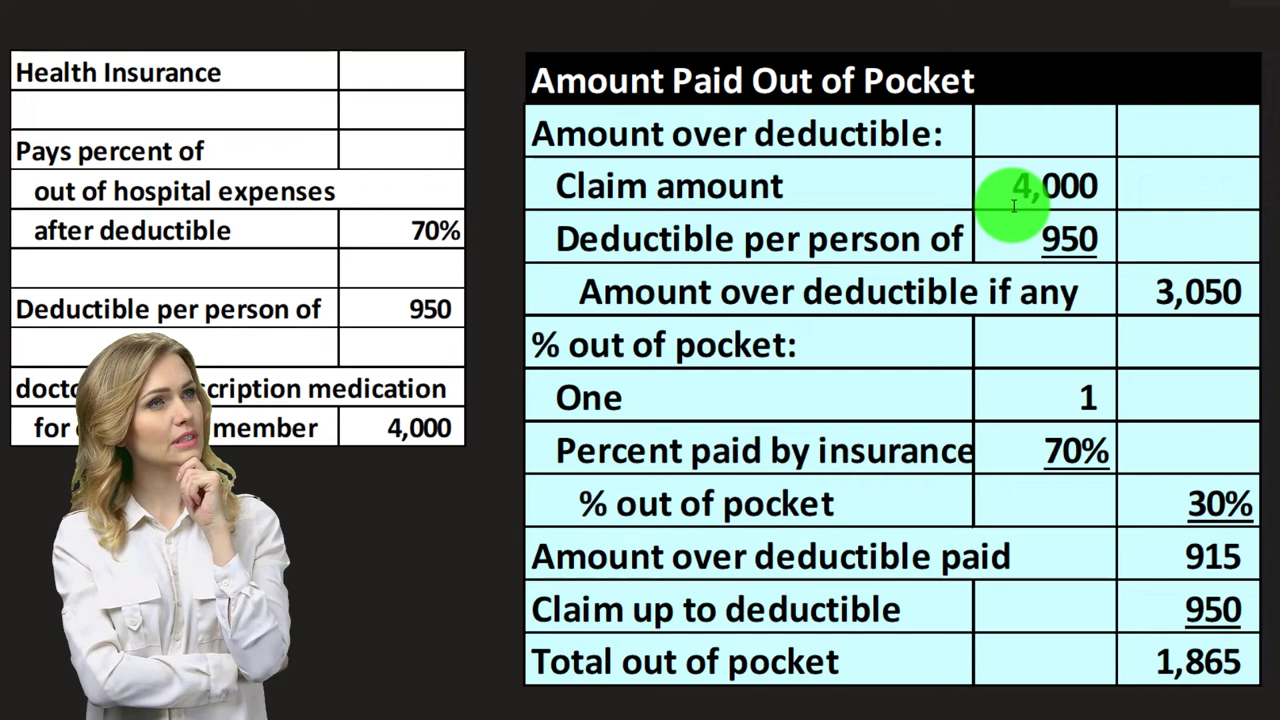 Health Insurance
Pays percent of
out of hospital expenses
after deductible 70%
Deductible per person of 950
medication
for member 4,000
Amount Paid Out of Pocket
Amount over deductible:
Claim amount 4,000
Deductible per person of 950
Amount over deductible if any 3,050
% out of pocket:
One 1
Percent paid by insurance 70%
% out of pocket 30%
Amount over deductible paid 915
Claim up to deductible 950
Total out of pocket 1,865